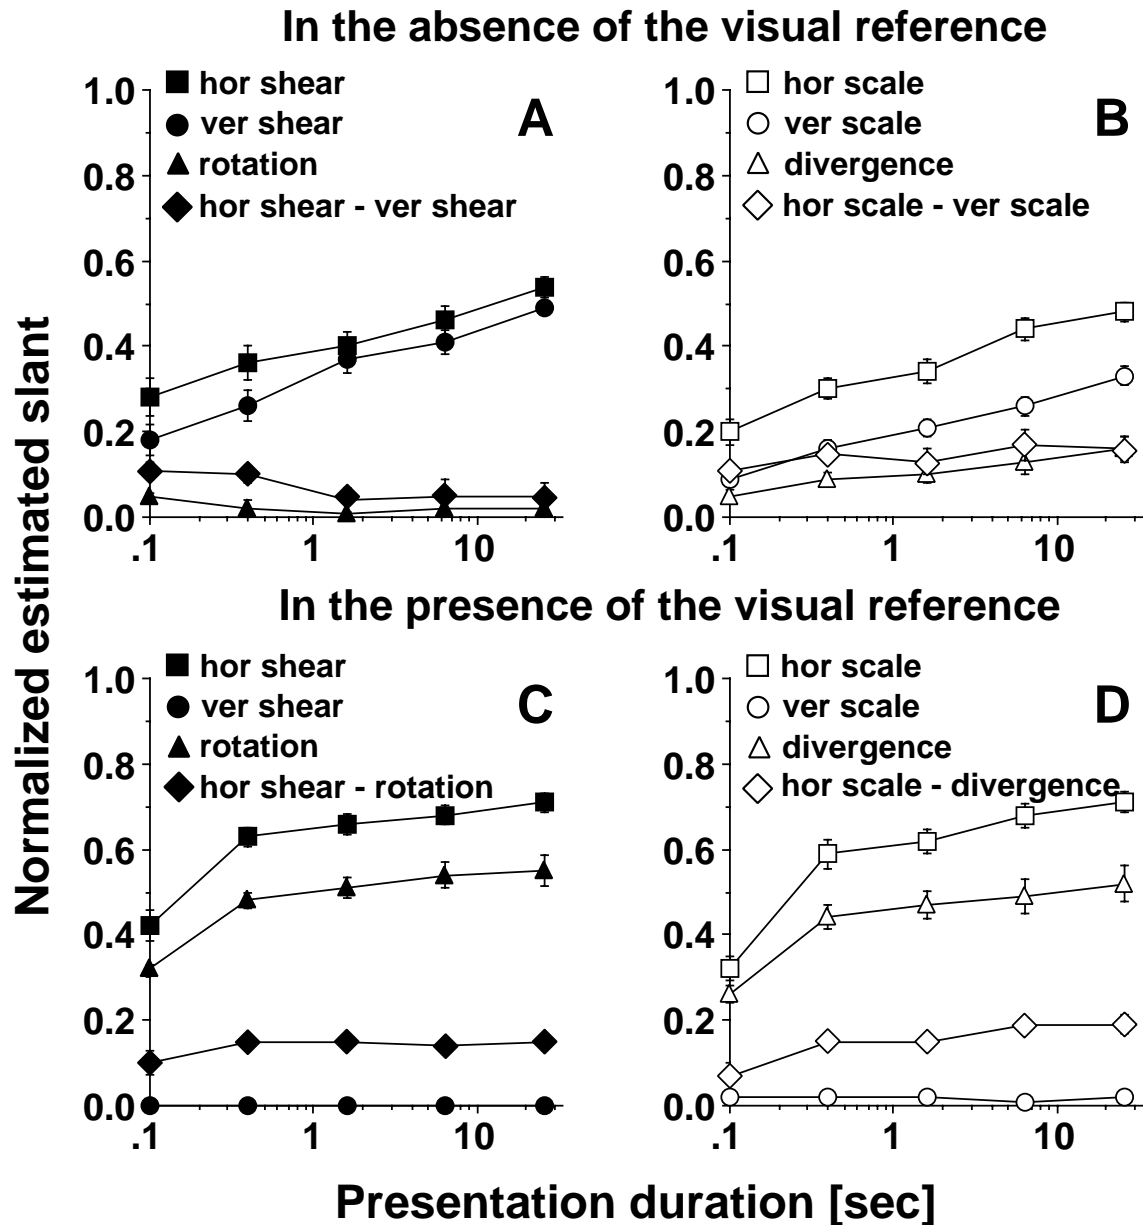 In the absence of the visual reference
Normalized estimated slant
A
hor shear
ver shear
rotation
hor shear - ver shear
1.0
0.8
0.6
0.4
0.2
0.0
.1
1
10
B
hor scale
ver scale
divergence
hor scale - ver scale
1.0
0.8
0.6
0.4
0.2
0.0
.1
1
10
In the presence of the visual reference
C
hor shear
ver shear
rotation
hor shear - rotation
1.0
0.8
0.6
0.4
0.2
0.0
.1
1
10
D
hor scale
ver scale
divergence
hor scale - divergence
1.0
0.8
0.6
0.4
0.2
0.0
.1
1
10
Presentation duration [sec]